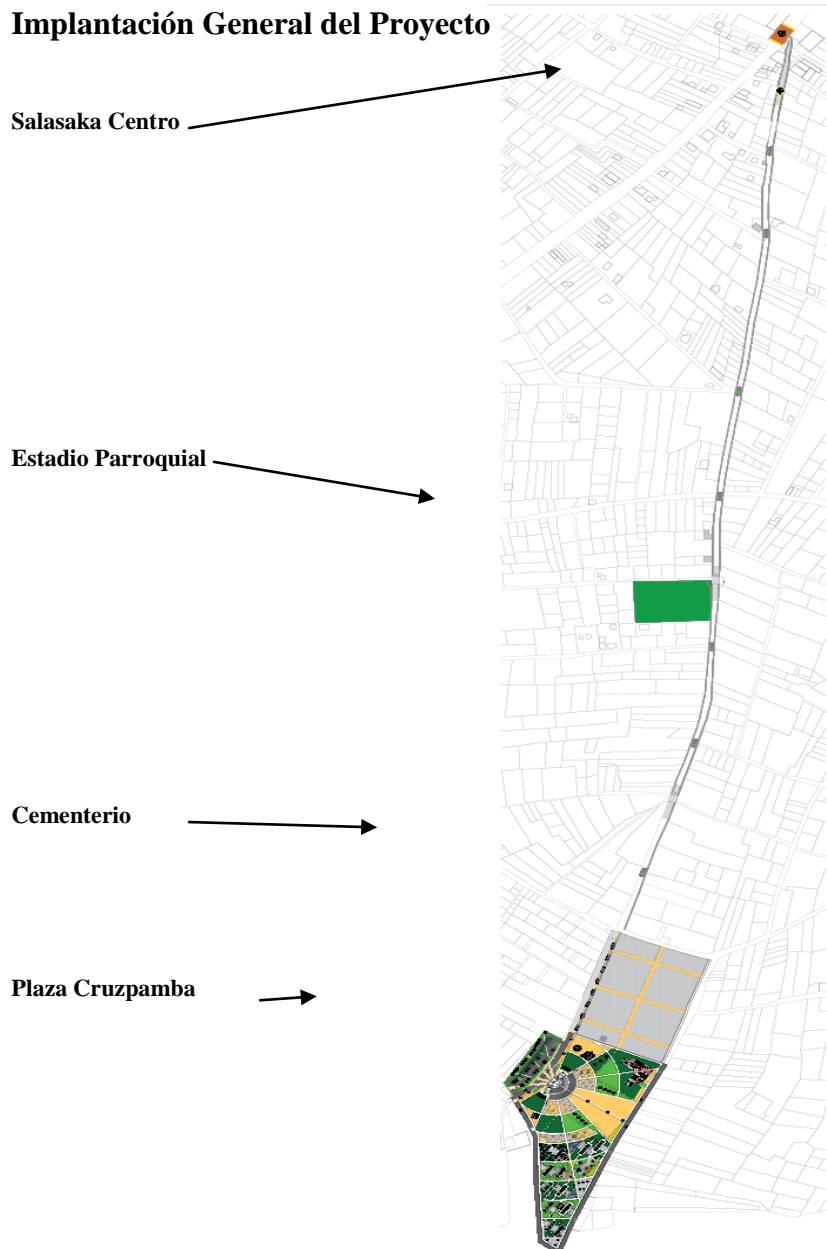 Implantación General del Proyecto
Salasaka Centro
Estadio Parroquial
Cementerio
Plaza Cruzpamba